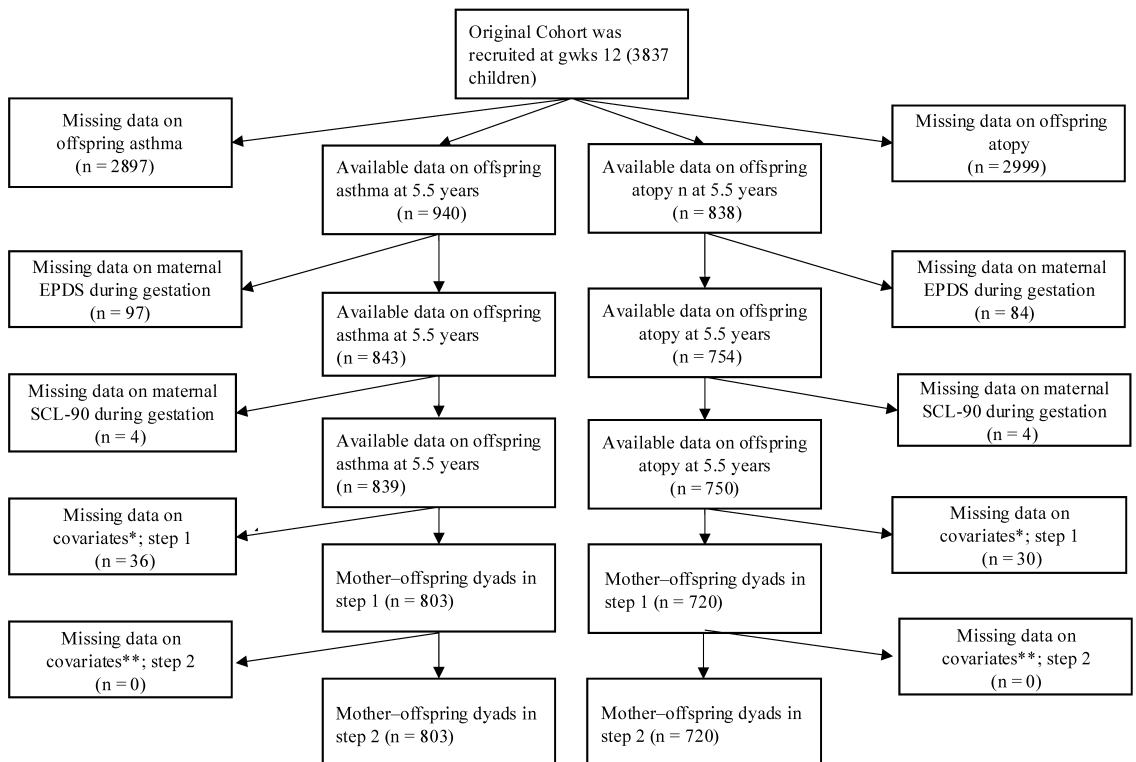 Original Cohort was
recruited at gwks 12 (3837
children)
Missing data on
offspring asthma
(n = 2897)
Available data on offspring
asthma at 5.5 years
(n = 940)
Available data on offspring
atopy n at 5.5 years
(n = 838)
Missing data on offspring
atopy
(n = 2999)
Missing data on maternal
EPDS during gestation
(n = 97)
Available data on offspring
asthma at 5.5 years
(n = 843)
Available data on offspring
atopy at 5.5 years
(n = 754)
Missing data on maternal
EPDS during gestation
(n = 84)
Missing data on maternal
SCL-90 during gestation
(n = 4)
Available data on offspring
asthma at 5.5 years
(n = 839)
Available data on offspring
atopy at 5.5 years
(n = 750)
Missing data on maternal
SCL-90 during gestation
(n = 4)
Missing data on
covariates*; step 1
(n = 36)
Mother–offspring dyads in
step 1 (n = 803)
Mother–offspring dyads in
step 1 (n = 720)
Missing data on
covariates*; step 1
(n = 30)
Missing data on
covariates**; step 2
(n = 0)
Mother–offspring dyads in
step 2 (n = 803)
Mother–offspring dyads in
step 2 (n = 720)
Missing data on
covariates**; step 2
(n = 0)